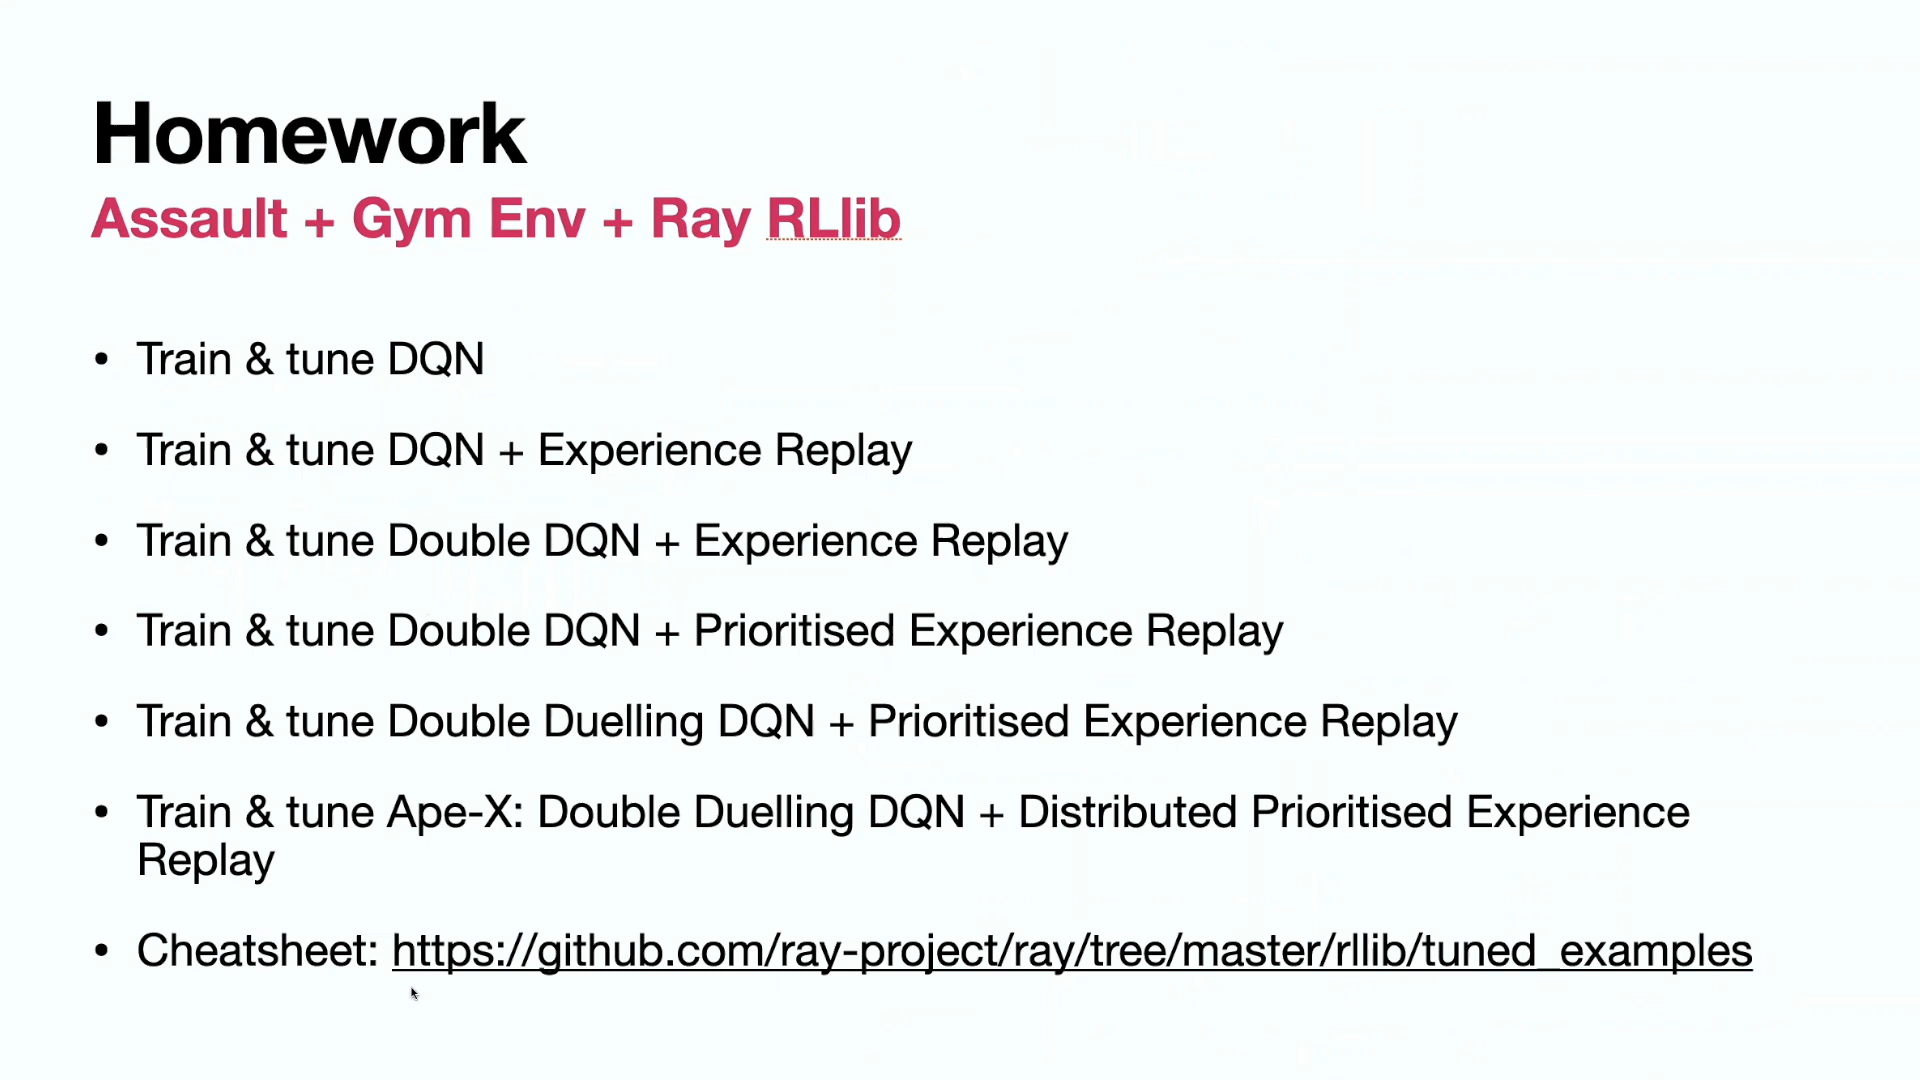 Homework
Assault + Gym Env + Ray RLlib
• Train & tune DQN
• Train & tune DQN + Experience Replay
• Train & tune Double DQN + Experience Replay
• Train & tune Double DQN + Prioritised Experience Replay
• Train & tune Double Duelling DQN + Prioritised Experience Replay
• Train & tune Ape-X: Double Duelling DQN + Distributed Prioritised Experience
Replay
• Cheatsheet: https://github.com/ray-project/ray/tree/master/rllib/tuned_examples